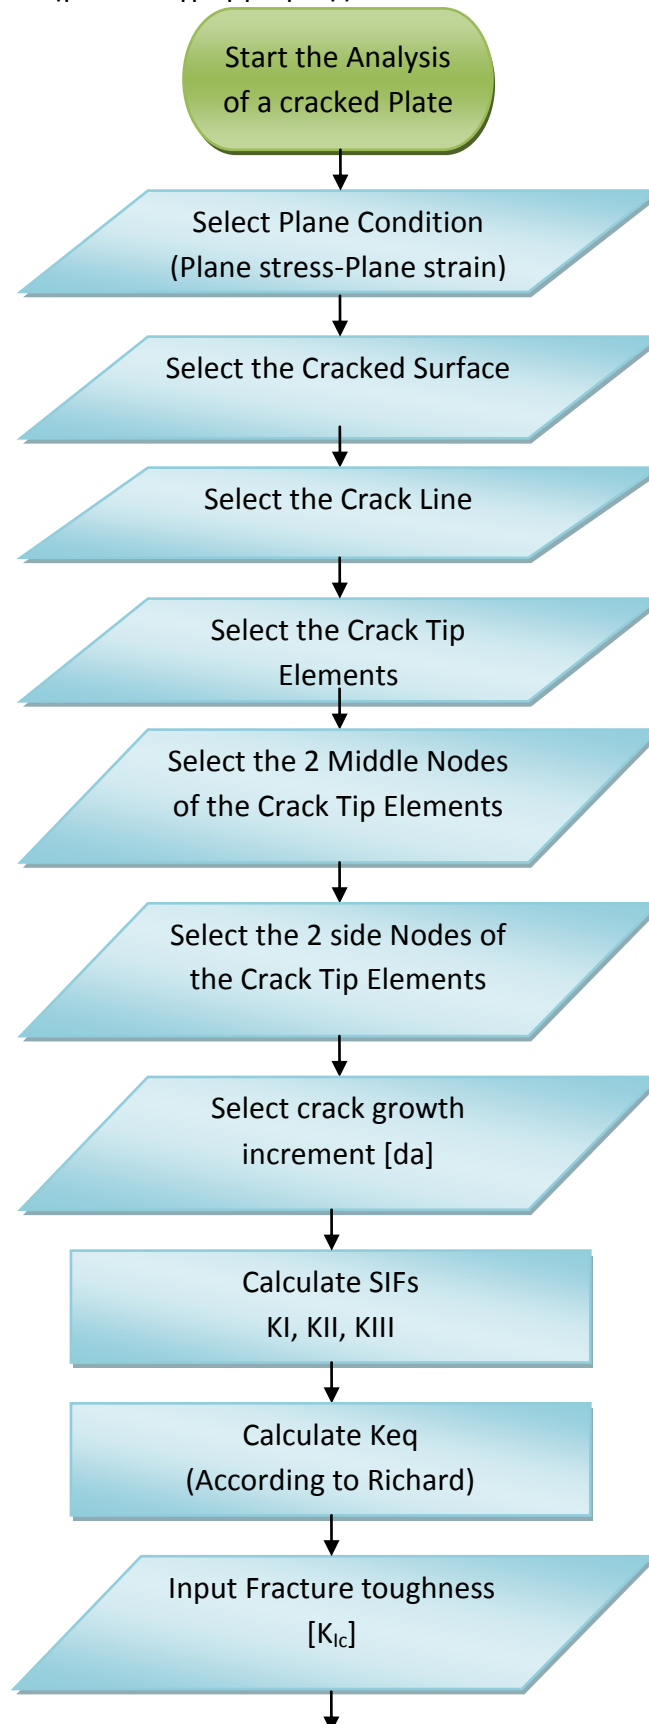 Start the Analysis
of a cracked Plate
Select Plane Condition
(Plane stress-Plane strain)
Select the Cracked Surface
Select the Crack Line
Select the Crack Tip
Elements
Select the 2 Middle Nodes
of the Crack Tip Elements
Select the 2 side Nodes of
the Crack Tip Elements
Select crack growth
increment [da]
Calculate SIFs
KI, KII, KIII
Calculate Keq
(According to Richard)
Input Fracture toughness
[KIc]